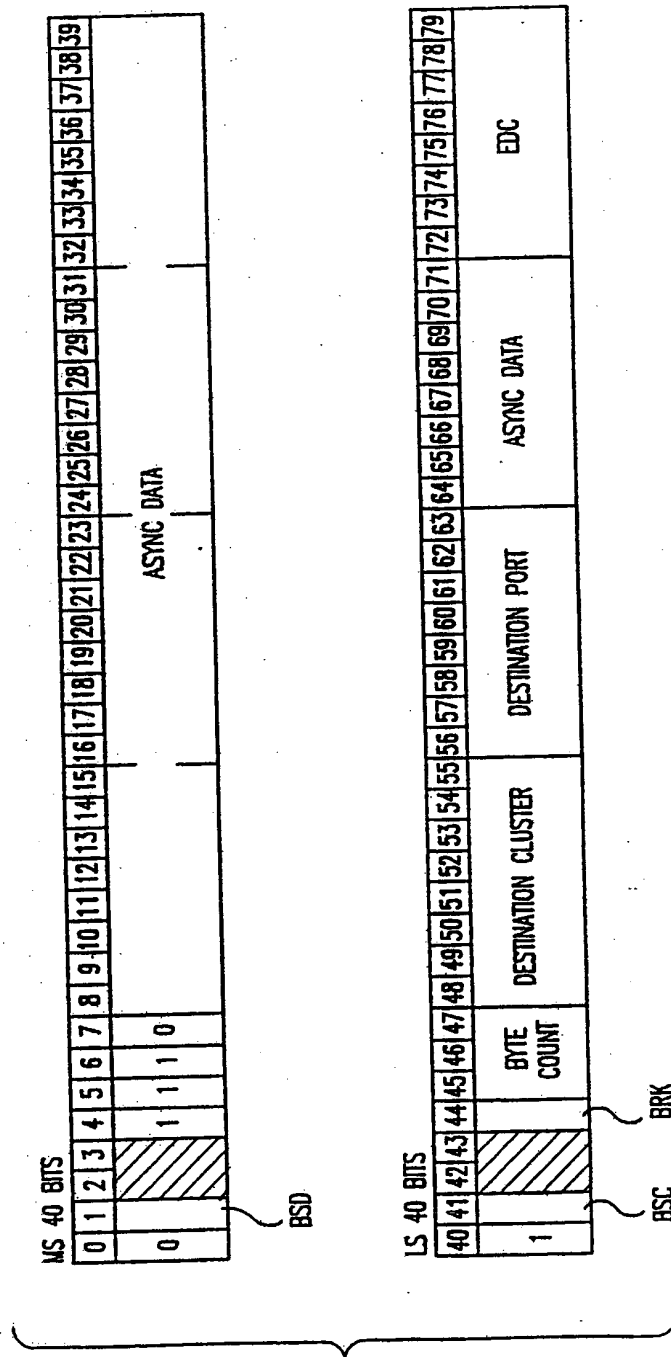 MS 40 BITS
0 1 2 3 4 5 6 7 8 9 10 11 12 13 14 15 16 17 18 19 20 21 22 23 24 25 26 27 28 29 30 31 32 33 34 35 36 37 38 39
0 1 1 1 0 ASYNC DATA
BSD
LS 40 BITS
40 41 42 43 44 45 46 47 48 49 50 51 52 53 54 55 56 57 58 59 60 61 62 63 64 65 66 67 68 69 70 71 72 73 74 75 76 77 78 79
1 BYTE COUNT DESTINATION CLUSTER DESTINATION PORT ASYNC DATA EDC
BSC BRK